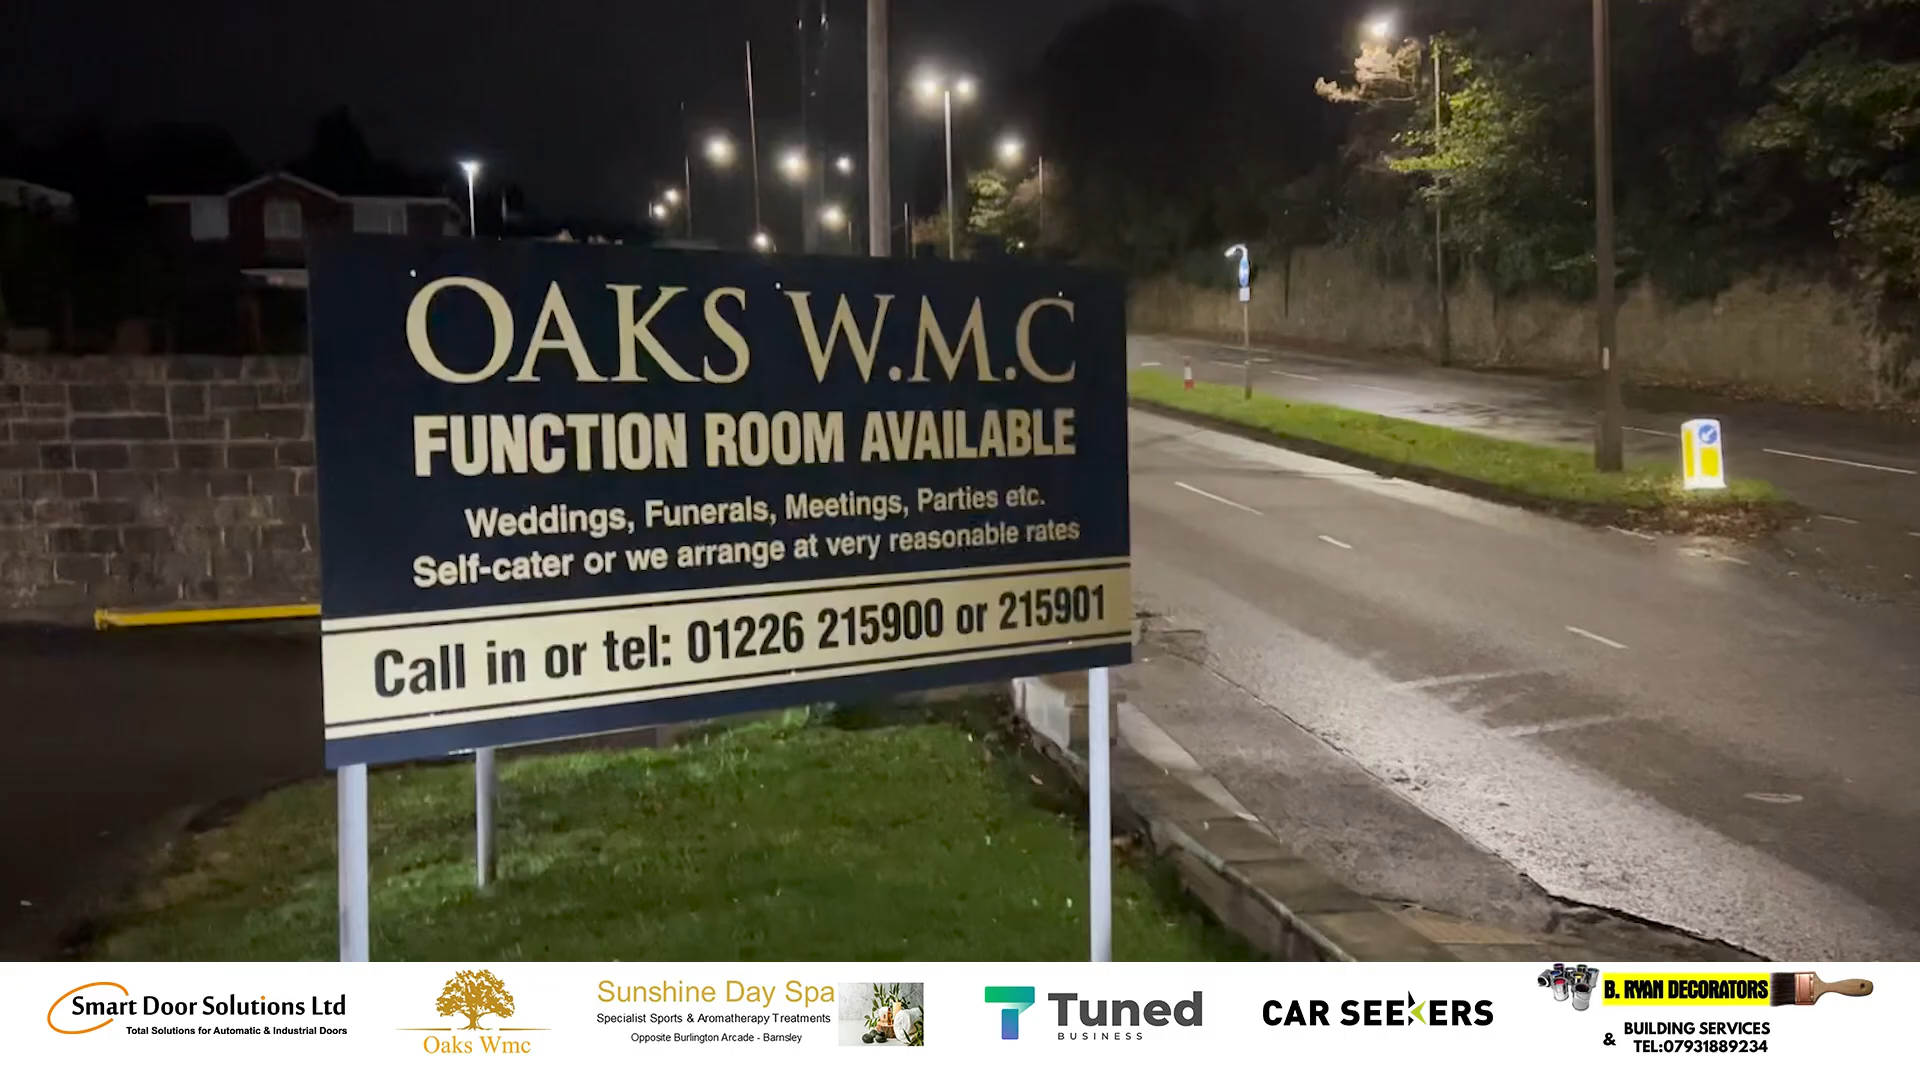 OAKS W.M.C
FUNCTION ROOM AVAILABLE
Weddings, Funerals, Meetings, Parties etc.
Self-cater or we arrange at very reasonable rates
Call in or tel: 01226 215900 or 215901
Smart Door Solutions Ltd
Total Solutions for Automatic & Industrial Doors
Oaks Wmc
Sunshine Day Spa
Specialist Sports & Aromatherapy Treatments
Opposite Burlington Arcade - Barnsley
Tuned
BUSINESS
CAR SEEKERS
B. RYAN DECORATORS
& BUILDING SERVICES
TEL:07931889234